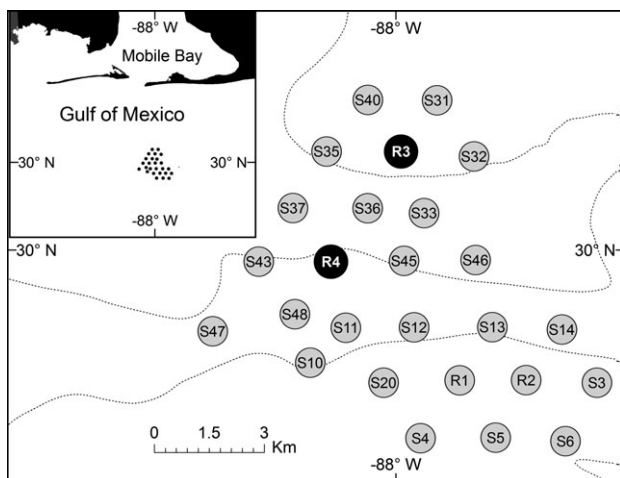 -88° W
-88° W
Mobile Bay
Gulf of Mexico
30° N
30° N
-88° W
S40
S31
S35
R3
S32
S37
S36
S33
30° N
30° N
S43
R4
S45
S46
S48
S47
S11
S12
S13
S14
S10
S20
R1
R2
S3
S4
S5
S6
0 1.5 3
Km
-88° W